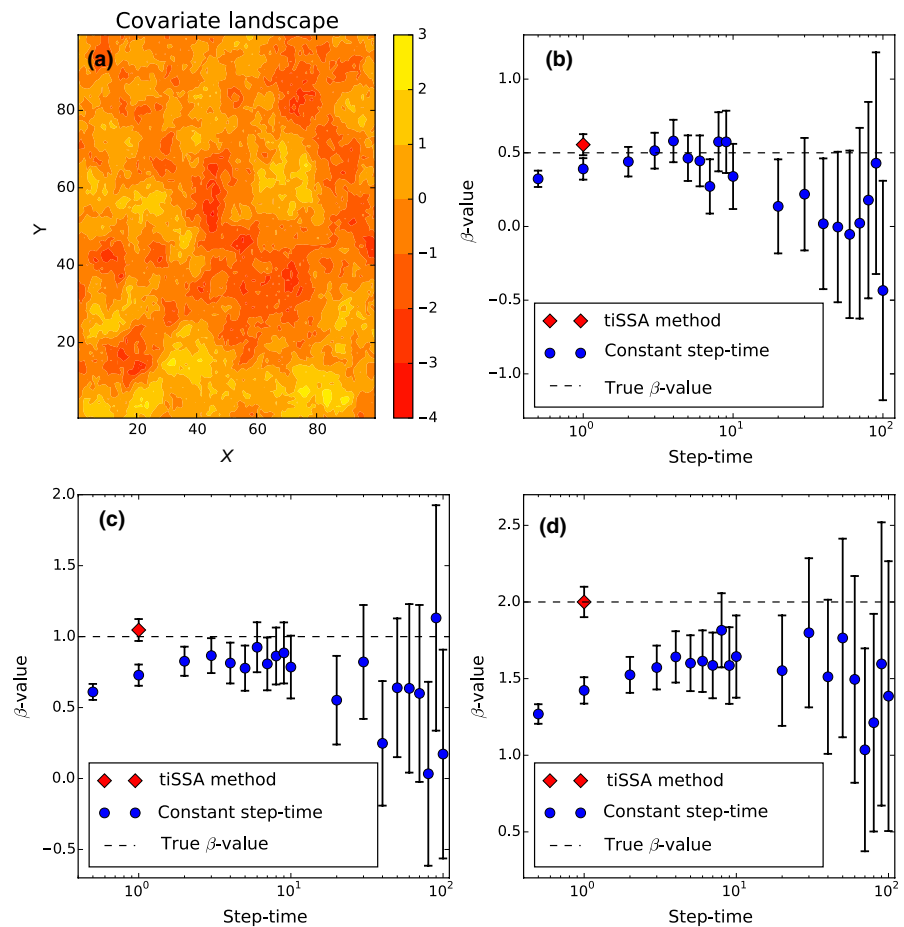 Covariate landscape
(a)
Y
80
60
40
20
20
40
60
80
X
3
2
1
0
−1
−2
−3
−4
(b)
β-value
1.0
0.5
0.0
−0.5
−1.0
tiSSA method
Constant step-time
True β-value
10⁰
10¹
10²
Step-time
(c)
β-value
2.0
1.5
1.0
0.5
0.0
−0.5
tiSSA method
Constant step-time
True β-value
10⁰
10¹
10²
Step-time
(d)
β-value
2.5
2.0
1.5
1.0
0.5
tiSSA method
Constant step-time
True β-value
10⁰
10¹
10²
Step-time